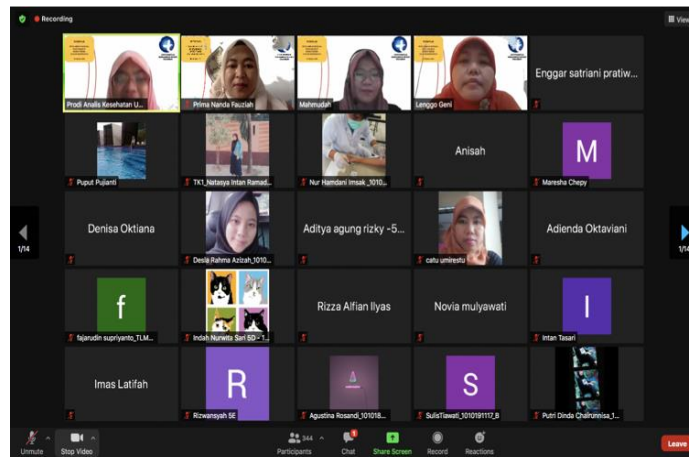 Recording
View
Prodi Analis Kesehatan U...
Prima Nanda Fauziah
Mahmudah
Lenggo Geni
Enggar satriani pratiw...
Puput Pujianti
TK1_Natasya Intan Ramad...
Nur Hamdani Imsak _1010...
Anisah
M
Maresha Chepy
1/14
Denisa Oktiana
Desla Rahma Azizah_1010...
Aditya agung rizky -5...
catu umirestu
Adienda Oktaviani
1/14
f
fajarudin supriyanto_TLM...
Indah Nurwita Sari 5D - 1...
Rizza Alfian Ilyas
Novia mulyawati
I
Intan Tasari
Imas Latifah
R
Rizwansyah 5E
Agustina Rosandi_101018...
S
SulisTiawati_1010191117_B
Putri Dinda Chairunnisa_1...
Unmute
Stop Video
344
Participants
Chat
Share Screen
Record
Reactions
Leave